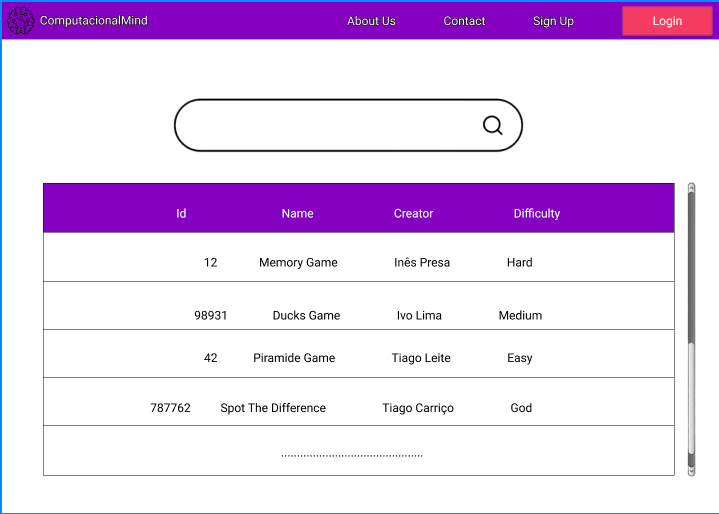 ComputacionalMind About Us Contact Sign Up Login
Id Name Creator Difficulty
12 Memory Game Inês Presa Hard
98931 Ducks Game Ivo Lima Medium
42 Piramide Game Tiago Leite Easy
787762 Spot The Difference Tiago Carriço God
............................................